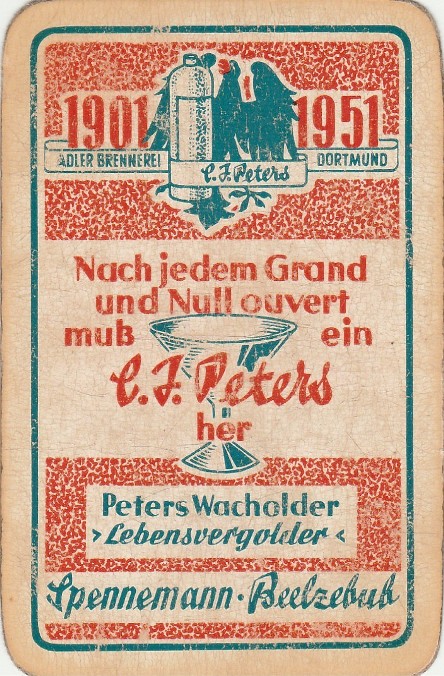 1901 1951
ADLER BRENNEREI DORTMUND
C. F. Peters
Nach jedem Grand
und Null ouvert
muß ein
C. F. Peters
her
Peters Wacholder
>Lebensvergolder<
Spennemann · Beelzebub